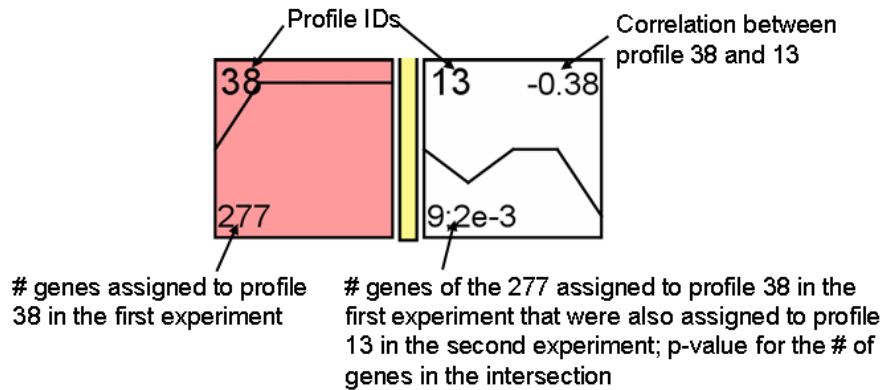 Profile IDs
Correlation between
profile 38 and 13
38
13
-0.38
277
9;2e-3
# genes assigned to profile
38 in the first experiment
# genes of the 277 assigned to profile 38 in the
first experiment that were also assigned to profile
13 in the second experiment; p-value for the # of
genes in the intersection